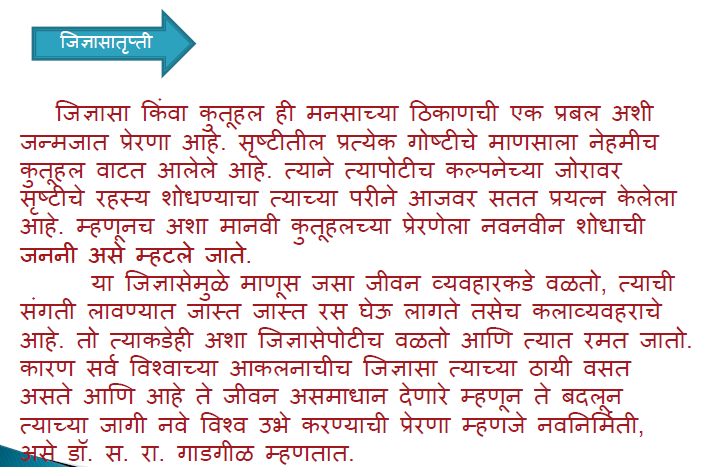 जिज्ञासातृप्ती
जिज्ञासा किंवा कुतूहल ही मनसाच्या ठिकाणची एक प्रबल अशी
जन्मजात प्रेरणा आहे. सृष्टीतील प्रत्येक गोष्टीचे माणसाला नेहमीच
कुतूहल वाटत आलेले आहे. त्याने त्यापोटीच कल्पनेच्या जोरावर
सृष्टीचे रहस्य शोधण्याचा त्याच्या परीने आजवर सतत प्रयत्न केलेला
आहे. म्हणूनच अशा मानवी कुतूहलच्या प्रेरणेला नवनवीन शोधाची
जननी असे म्हटले जाते.
या जिज्ञासेमुळे माणूस जसा जीवन व्यवहारकडे वळतो, त्याची
संगती लावण्यात जास्त जास्त रस घेऊ लागते तसेच कलाव्यवहराचे
आहे. तो त्याकडेही अशा जिज्ञासेपोटीच वळतो आणि त्यात रमत जातो.
कारण सर्व विश्वाच्या आकलनाचीच जिज्ञासा त्याच्या ठायी वसत
असते आणि आहे ते जीवन असमाधान देणारे म्हणून ते बदलून
त्याच्या जागी नवे विश्व उभे करण्याची प्रेरणा म्हणजे नवनिर्मिती,
असे डॉ. स. रा. गाडगीळ म्हणतात.